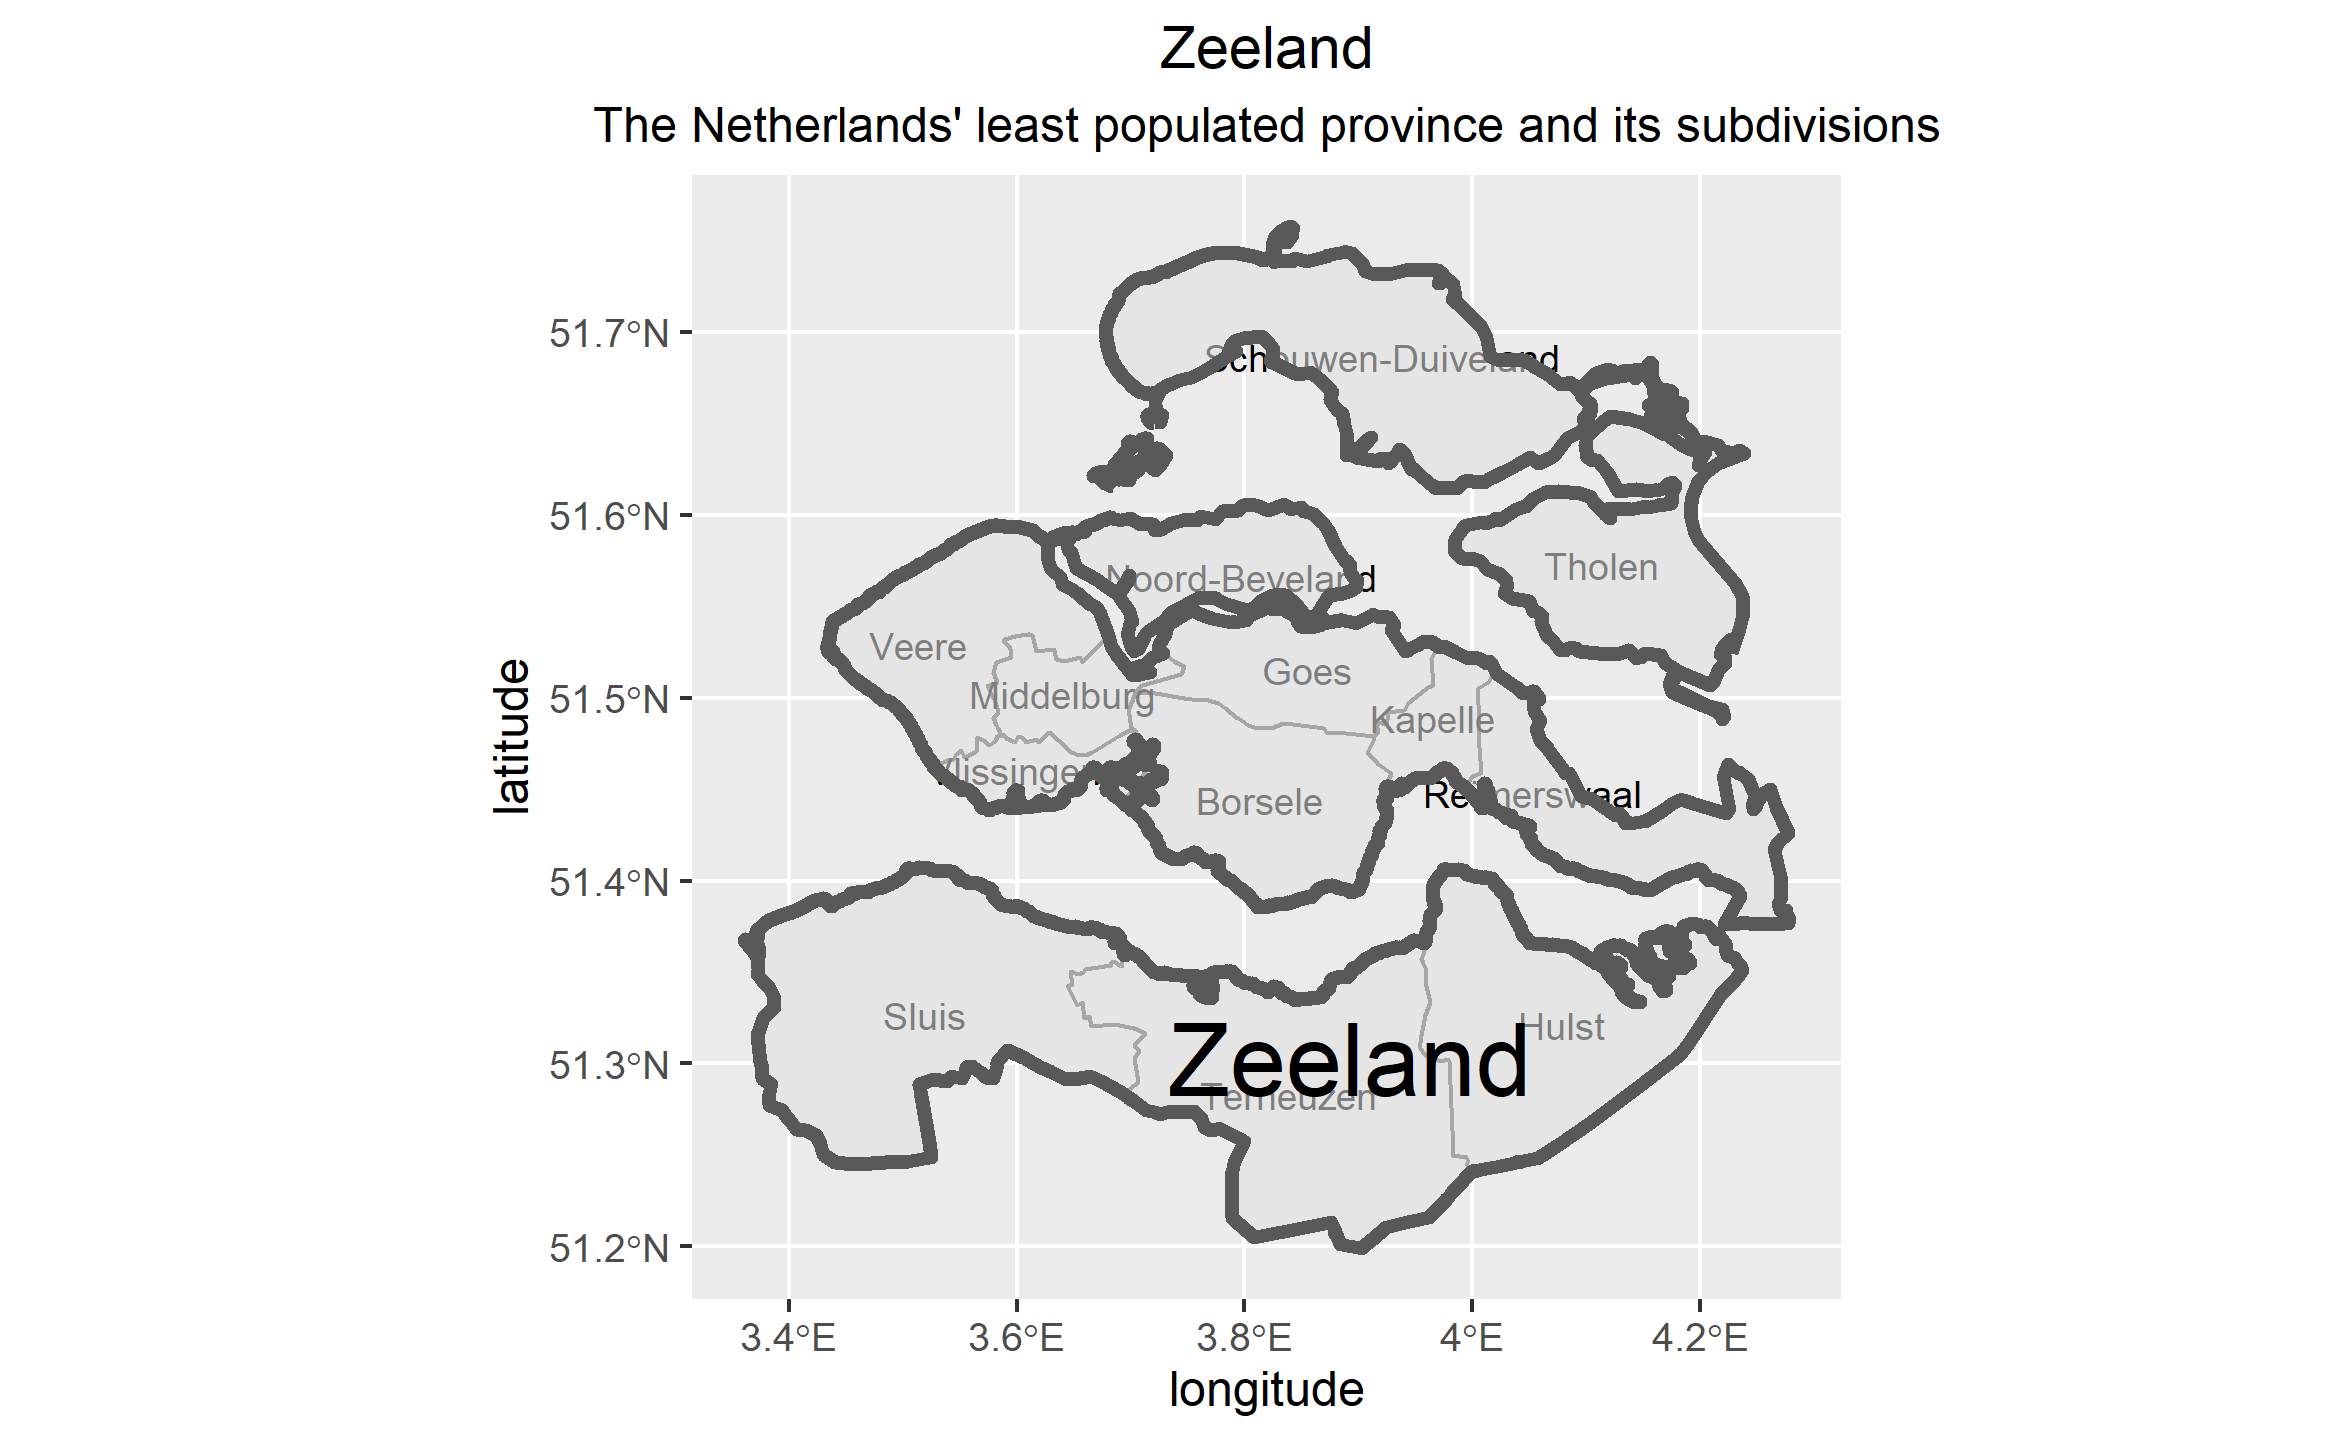 Zeeland
The Netherlands' least populated province and its subdivisions
51.7°N
51.6°N
51.5°N
51.4°N
51.3°N
51.2°N
latitude
Schouwen-Duiveland
Noord-Beveland
Tholen
Veere
Goes
Middelburg
Kapelle
Vlissingen
Borsele
Reimerswaal
Sluis
Hulst
Zeeland
Terneuzen
3.4°E
3.6°E
3.8°E
4°E
4.2°E
longitude